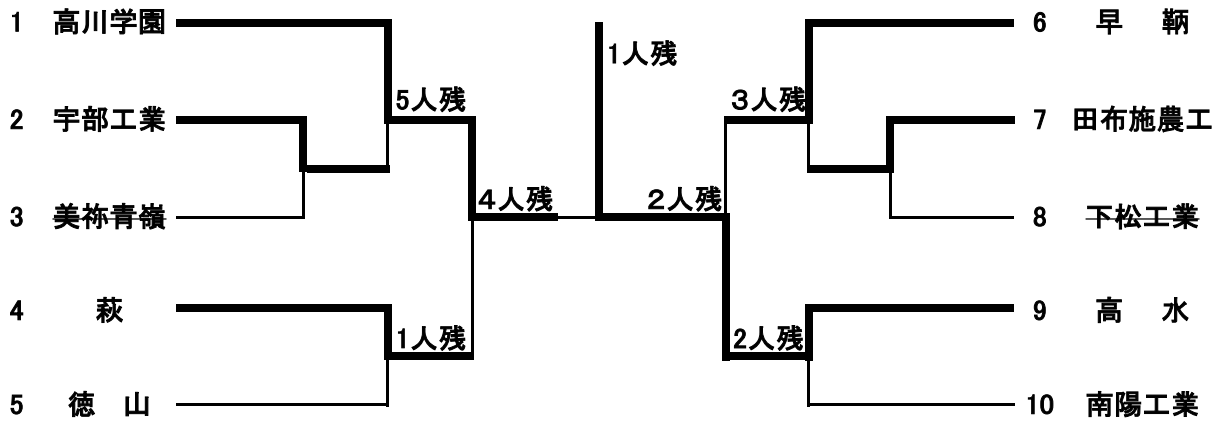 1 高川学園
2 宇部工業
3 美祢青嶺
4 萩
5 徳 山
5人残
4人残
1人残
1人残
3人残
2人残
2人残
6 早 鞆
7 田布施農工
8 下松工業
9 高 水
10 南陽工業